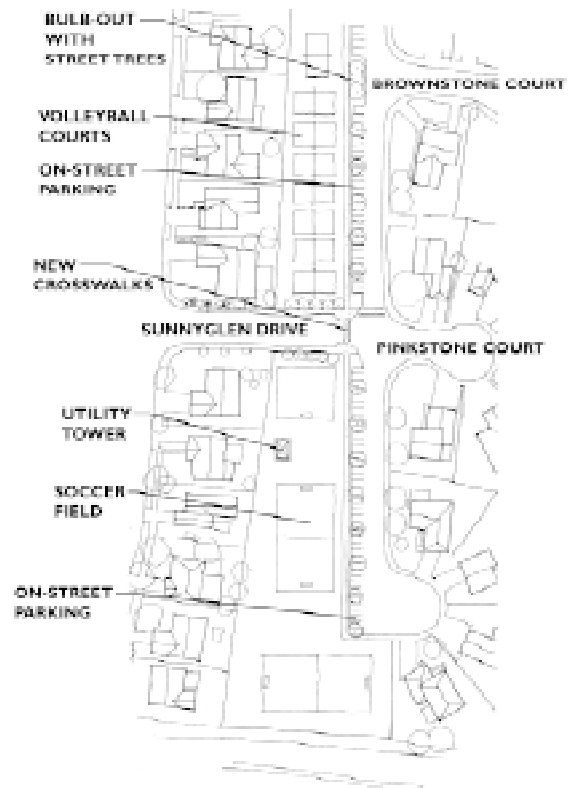 BULB-OUT
WITH
STREET TREES
BROWNSTONE COURT
VOLLEYBALL
COURTS
ON-STREET
PARKING
NEW
CROSSWALKS
SUNNYGLEN DRIVE
PINKSTONE COURT
UTILITY
TOWER
SOCCER
FIELD
ON-STREET
PARKING